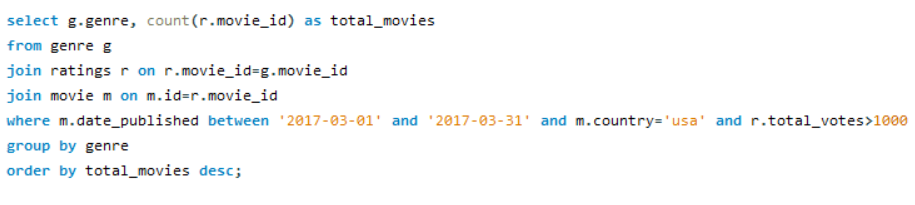 select g.genre, count(r.movie_id) as total_movies
from genre g
join ratings r on r.movie_id=g.movie_id
join movie m on m.id=r.movie_id
where m.date_published between '2017-03-01' and '2017-03-31' and m.country='usa' and r.total_votes>1000
group by genre
order by total_movies desc;